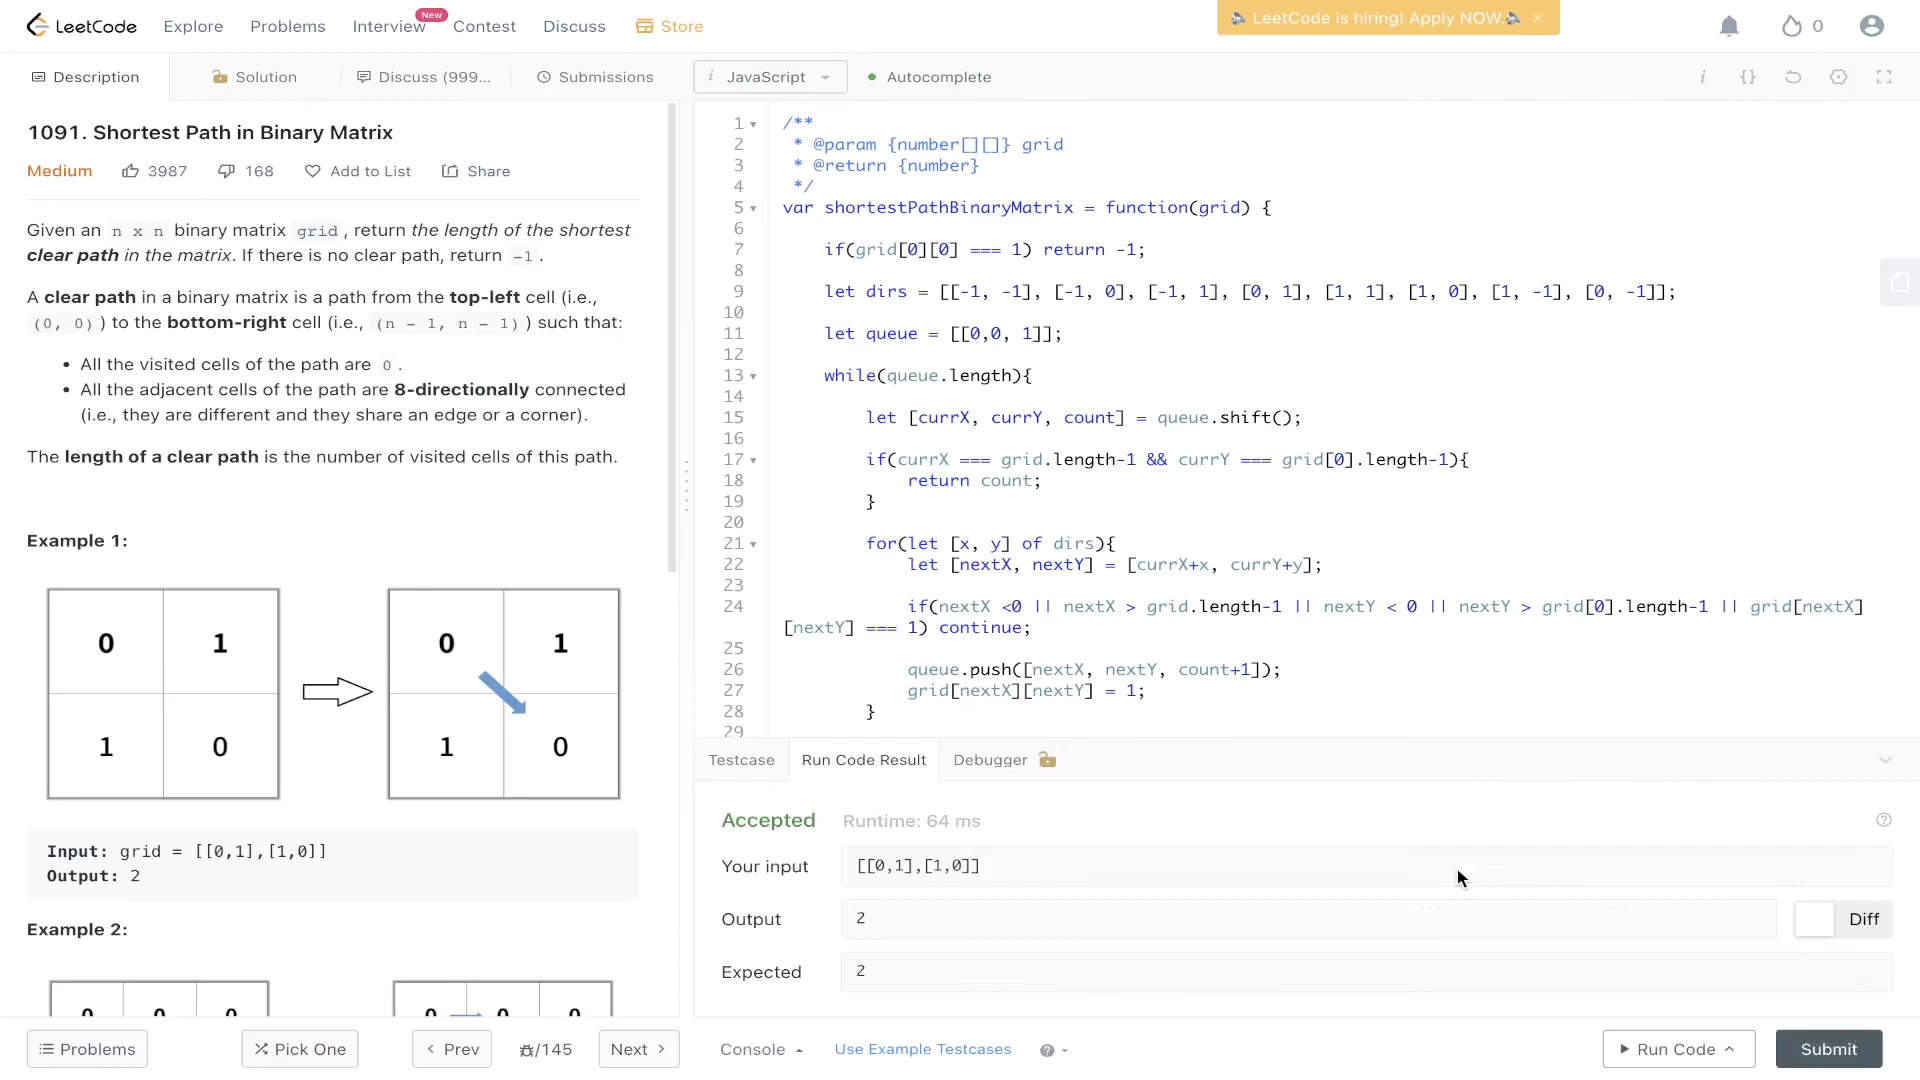 LeetCode Explore Problems Interview New Contest Discuss Store LeetCode is hiring! Apply NOW. 0
Description Solution Discuss (999... Submissions
1091. Shortest Path in Binary Matrix
Medium 3987 168 Add to List Share
Given an n x n binary matrix grid , return the length of the shortest
clear path in the matrix. If there is no clear path, return -1 .
A clear path in a binary matrix is a path from the top-left cell (i.e.,
(0, 0) ) to the bottom-right cell (i.e., (n - 1, n - 1) ) such that:
• All the visited cells of the path are 0 .
• All the adjacent cells of the path are 8-directionally connected
(i.e., they are different and they share an edge or a corner).
The length of a clear path is the number of visited cells of this path.
Example 1:
0 1 0 1
1 0 1 0
Input: grid = [[0,1],[1,0]]
Output: 2
Example 2:
0 0 0 0 0 0
Problems Pick One Prev /145 Next
i JavaScript Autocomplete i {}
1 /**
2 * @param {number[][]} grid
3 * @return {number}
4 */
5 var shortestPathBinaryMatrix = function(grid) {
6
7 if(grid[0][0] === 1) return -1;
8
9 let dirs = [[-1, -1], [-1, 0], [-1, 1], [0, 1], [1, 1], [1, 0], [1, -1], [0, -1]];
10
11 let queue = [[0,0, 1]];
12
13 while(queue.length){
14
15 let [currX, currY, count] = queue.shift();
16
17 if(currX === grid.length-1 && currY === grid[0].length-1){
18 return count;
19 }
20
21 for(let [x, y] of dirs){
22 let [nextX, nextY] = [currX+x, currY+y];
23
24 if(nextX <0 || nextX > grid.length-1 || nextY < 0 || nextY > grid[0].length-1 || grid[nextX]
[nextY] === 1) continue;
25
26 queue.push([nextX, nextY, count+1]);
27 grid[nextX][nextY] = 1;
28 }
29
Testcase Run Code Result Debugger
Accepted Runtime: 64 ms
Your input [[0,1],[1,0]]
Output 2 Diff
Expected 2
Console Use Example Testcases Run Code Submit